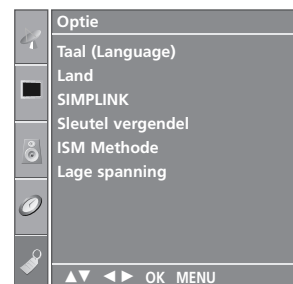 Optie
Taal (Language)
Land
SIMPLINK
Sleutel vergendel
ISM Methode
Lage spanning
▲▼ ◄► OK MENU